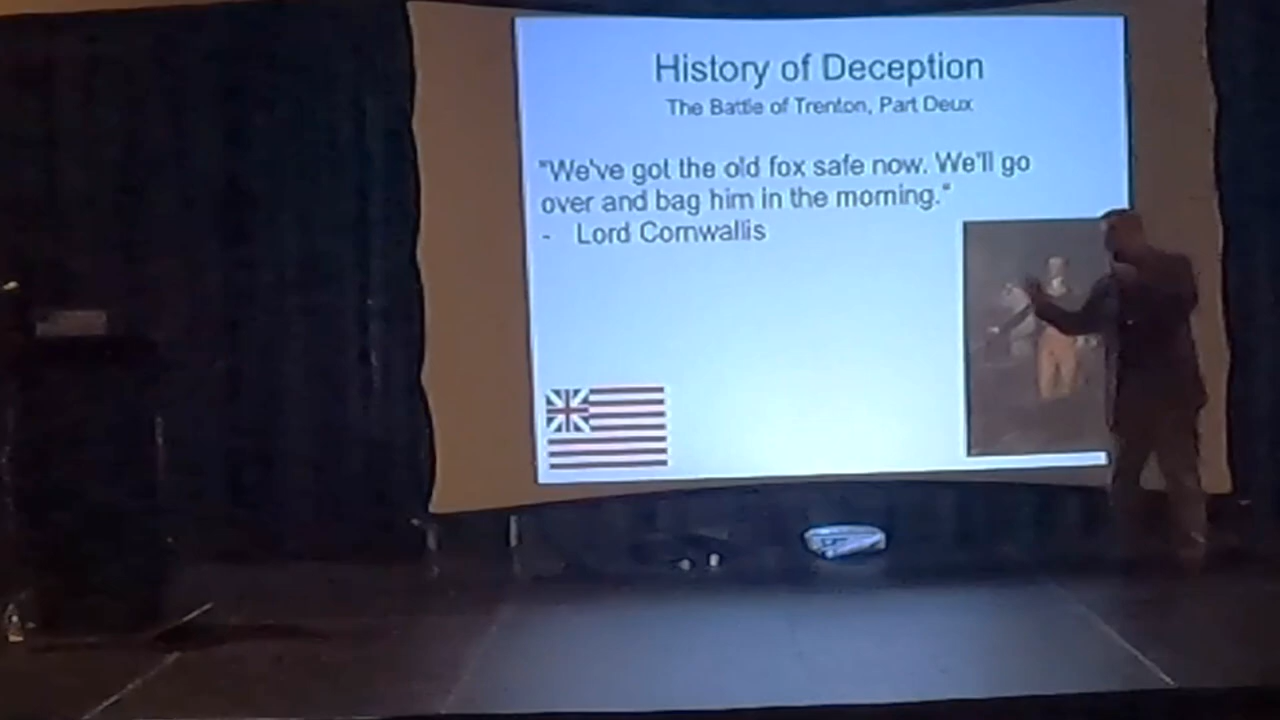 History of Deception
The Battle of Trenton, Part Deux
"We've got the old fox safe now. We'll go
over and bag him in the morning."
- Lord Cornwallis